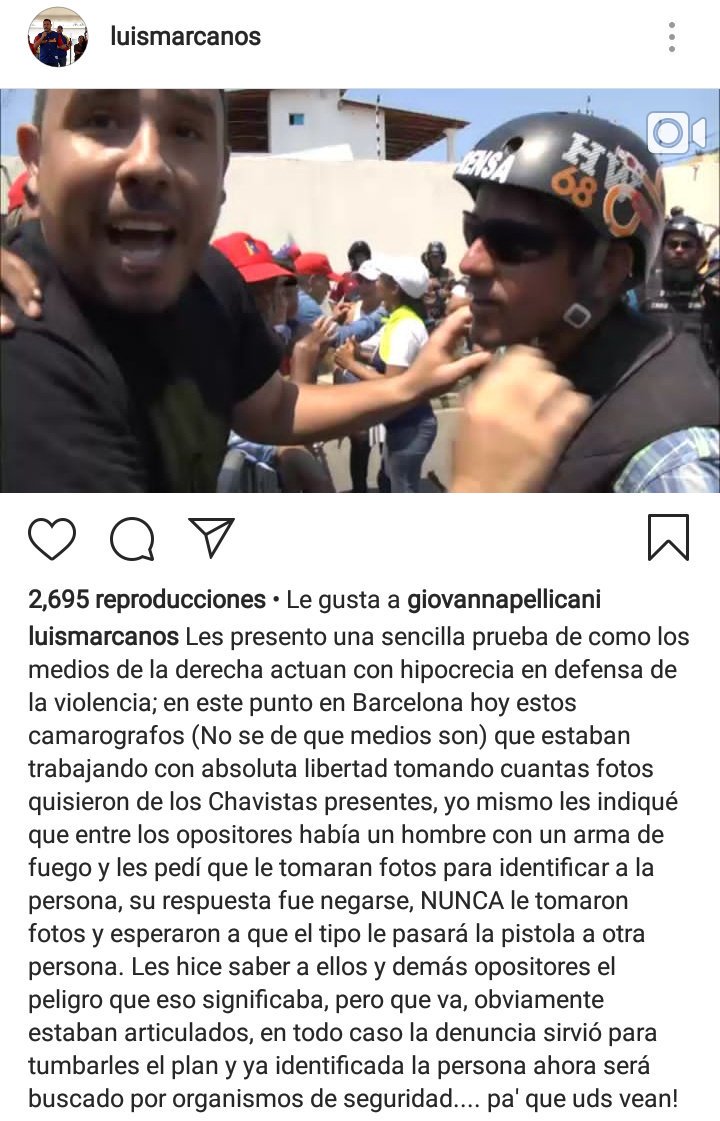 luismarcanos
ENSA
HW
68
2,695 reproducciones • Le gusta a giovannapellicani
luismarcanos Les presento una sencilla prueba de como los
medios de la derecha actuan con hipocrecia en defensa de
la violencia; en este punto en Barcelona hoy estos
camarografos (No se de que medios son) que estaban
trabajando con absoluta libertad tomando cuantas fotos
quisieron de los Chavistas presentes, yo mismo les indiqué
que entre los opositores había un hombre con un arma de
fuego y les pedí que le tomaran fotos para identificar a la
persona, su respuesta fue negarse, NUNCA le tomaron
fotos y esperaron a que el tipo le pasará la pistola a otra
persona. Les hice saber a ellos y demás opositores el
peligro que eso significaba, pero que va, obviamente
estaban articulados, en todo caso la denuncia sirvió para
tumbarles el plan y ya identificada la persona ahora será
buscado por organismos de seguridad.... pa' que uds vean!